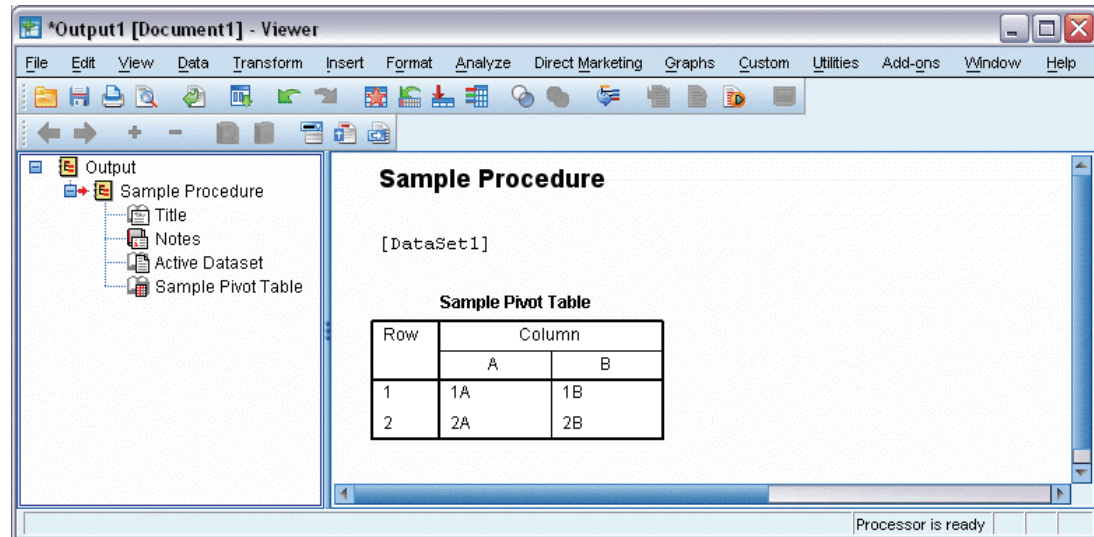 *Output1 [Document1] - Viewer
File Edit View Data Transform Insert Format Analyze Direct Marketing Graphs Custom Utilities Add-ons Window Help
Output
Sample Procedure
Title
Notes
Active Dataset
Sample Pivot Table
Sample Procedure
[DataSet1]
Sample Pivot Table
Row Column
A B
1 1A 1B
2 2A 2B
Processor is ready